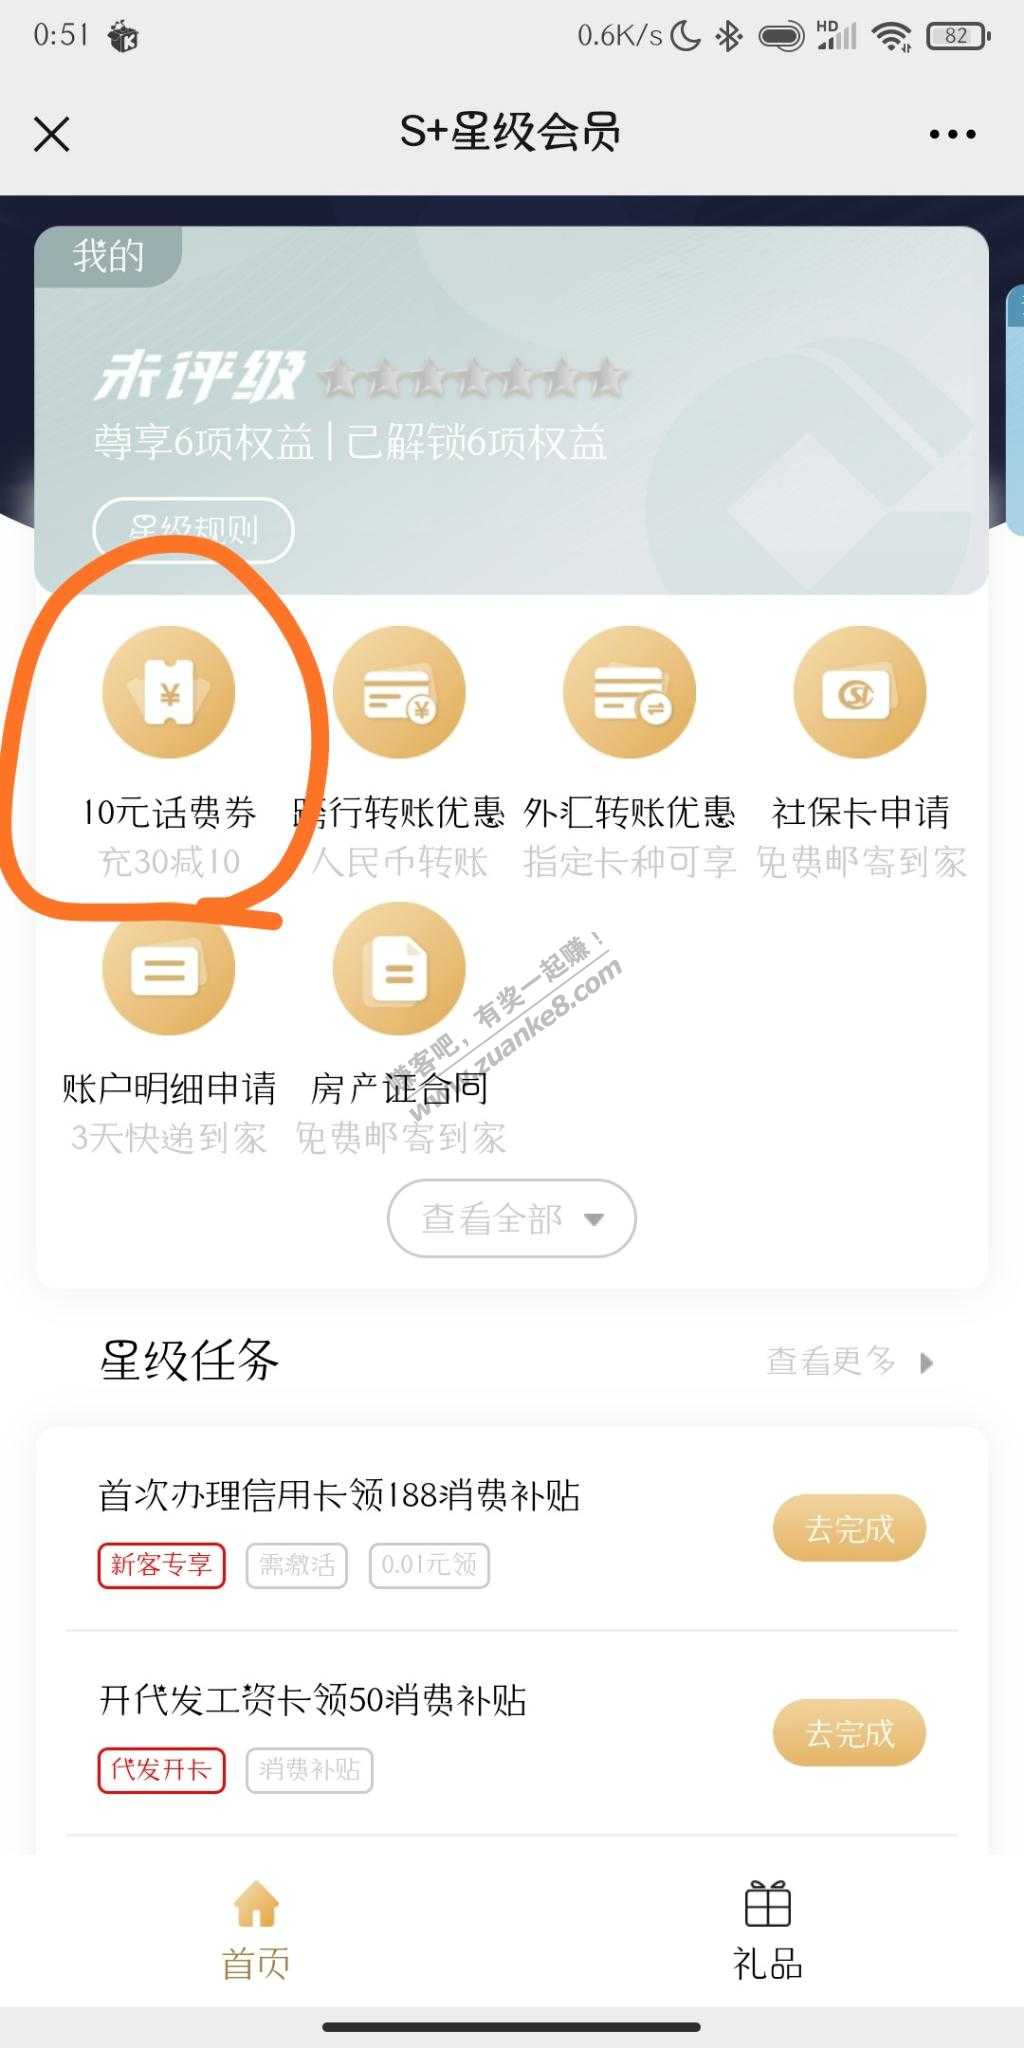 0:51
0.6K/s HD 82
S+星级会员
我的
未评级
尊享6项权益 | 已解锁6项权益
星级规则
10元话费券 跨行转账优惠 外汇转账优惠 社保卡申请
充30减10 人民币转账 指定卡种可享 免费邮寄到家
账户明细申请 房产证合同
3天快递到家 免费邮寄到家
赚客吧，有奖一起赚！
www.zuanke8.com
查看全部
星级任务 查看更多
首次办理信用卡领188消费补贴
新客专享 需激活 0.01元领
去完成
开代发工资卡领50消费补贴
代发开卡 消费补贴
去完成
首页 礼品